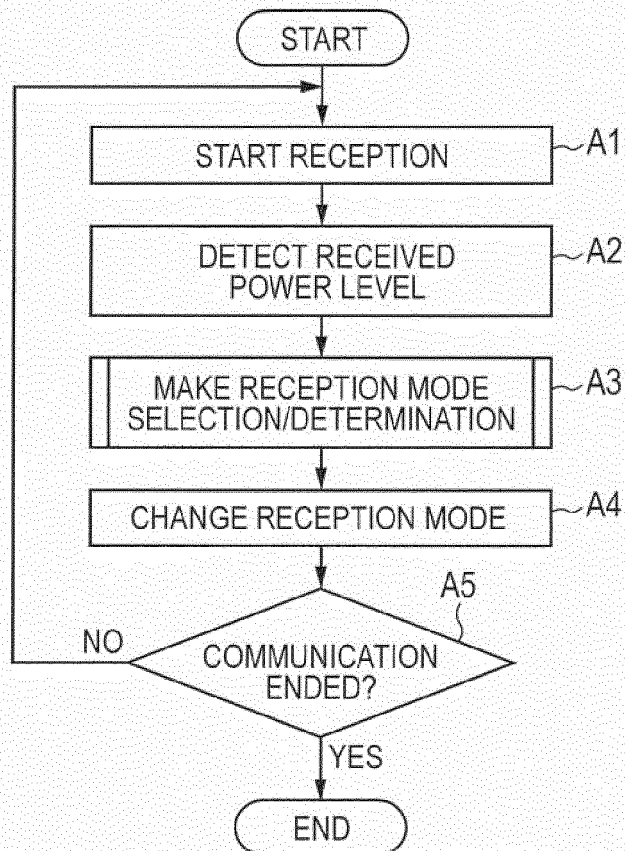 START
START RECEPTION
A1
DETECT RECEIVED
POWER LEVEL
A2
MAKE RECEPTION MODE
SELECTION/DETERMINATION
A3
CHANGE RECEPTION MODE
A4
A5
COMMUNICATION
ENDED?
NO
YES
END